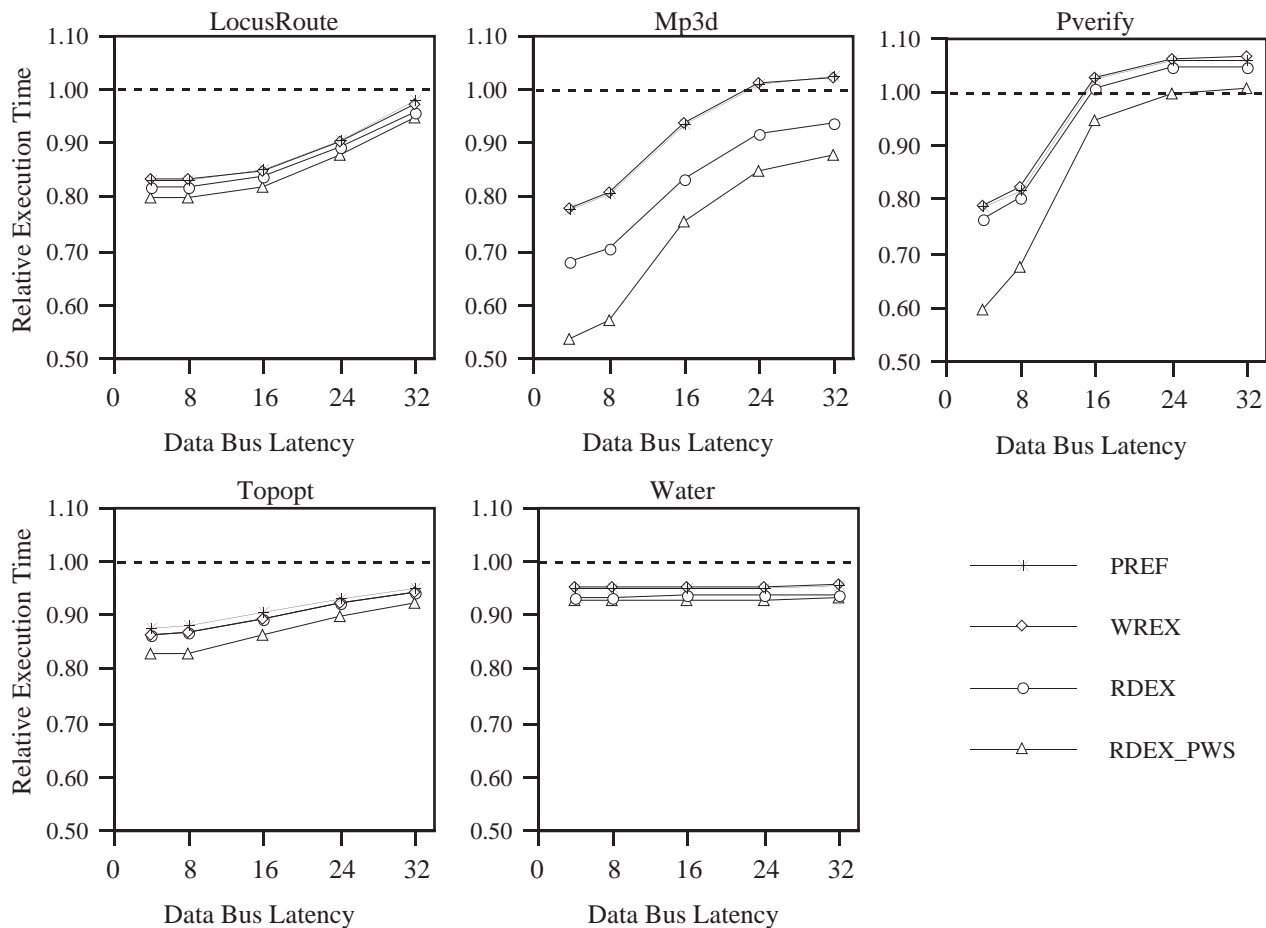 LocusRoute
Relative Execution Time
1.10
1.00
0.90
0.80
0.70
0.60
0.50
0 8 16 24 32
Data Bus Latency
Mp3d
1.10
1.00
0.90
0.80
0.70
0.60
0.50
0 8 16 24 32
Data Bus Latency
Pverify
1.10
1.00
0.90
0.80
0.70
0.60
0.50
0 8 16 24 32
Data Bus Latency
Topopt
Relative Execution Time
1.10
1.00
0.90
0.80
0.70
0.60
0.50
0 8 16 24 32
Data Bus Latency
Water
1.10
1.00
0.90
0.80
0.70
0.60
0.50
0 8 16 24 32
Data Bus Latency
PREF
WREX
RDEX
RDEX_PWS